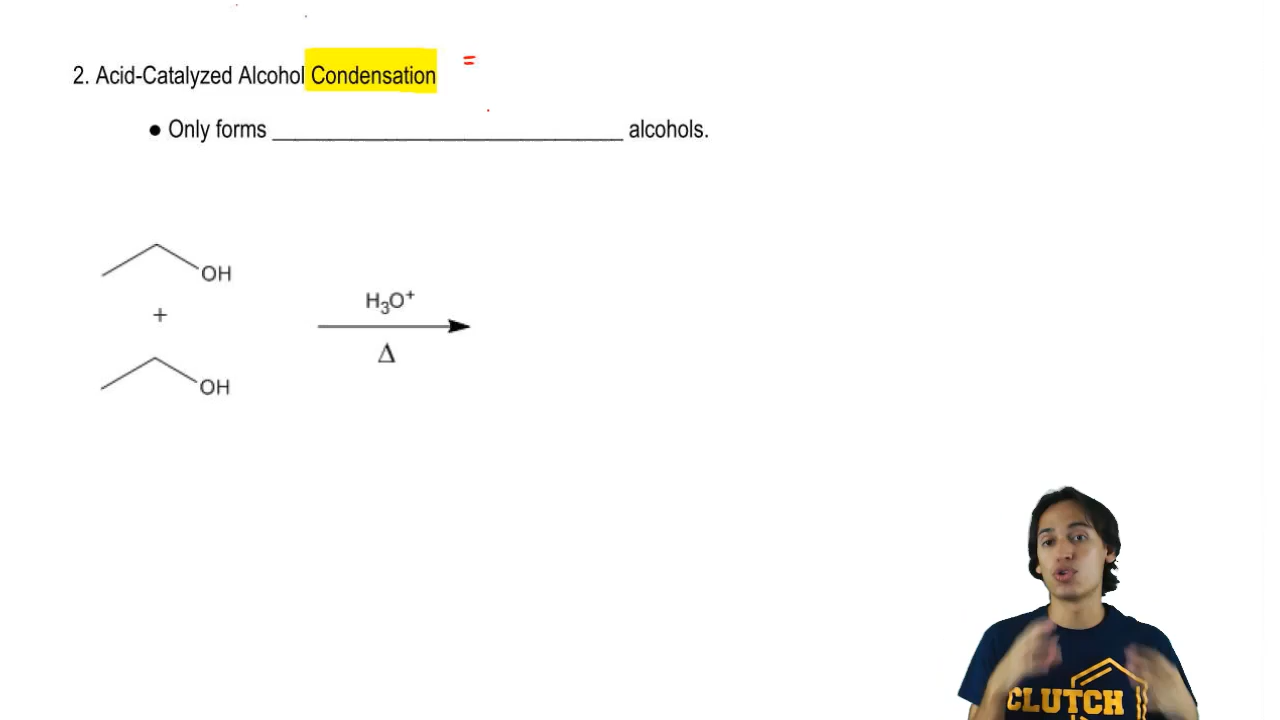 2. Acid-Catalyzed Alcohol Condensation =
● Only forms ______________________________ alcohols.
OH
+
H₃O⁺
Δ
OH
CLUTCH